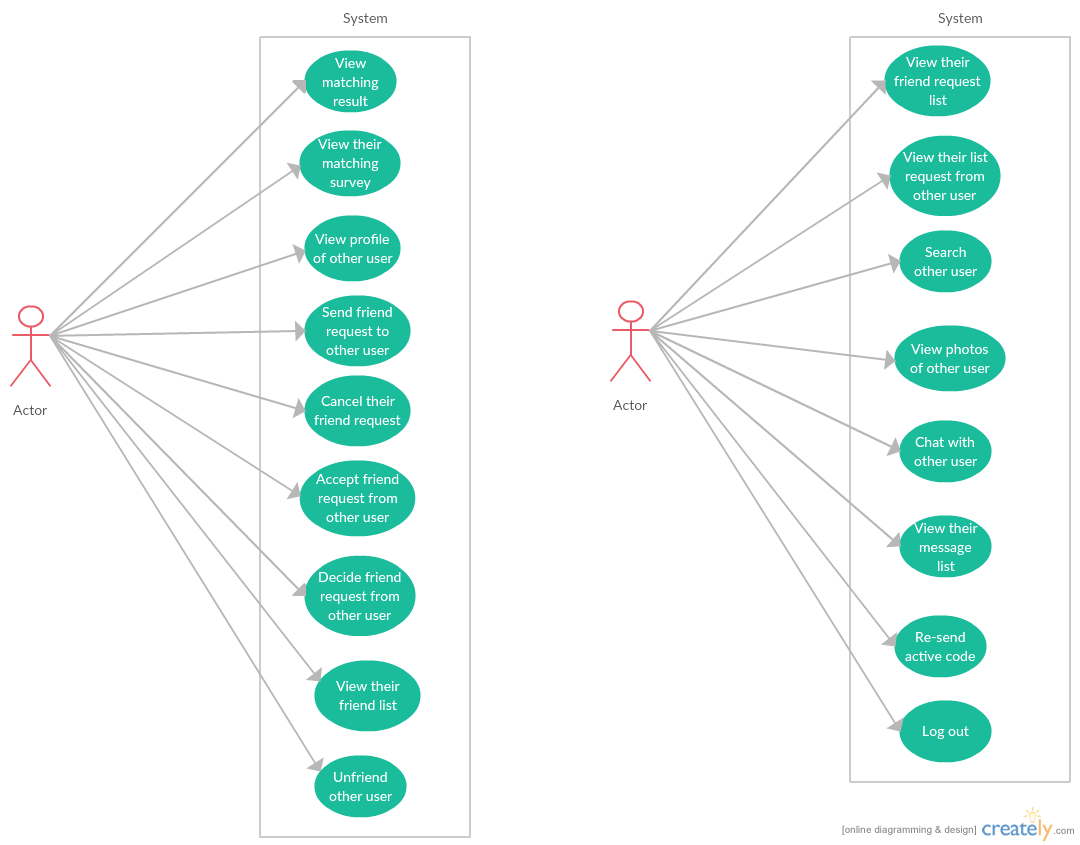 System
View
matching
result
View their
matching
survey
View profile
of other user
Send friend
request to
other user
Cancel their
friend request
Accept friend
request from
other user
Decide friend
request from
other user
View their
friend list
Unfriend
other user
Actor
System
View their
friend request
list
View their list
request from
other user
Search
other user
View photos
of other user
Chat with
other user
View their
message
list
Re-send
active code
Log out
Actor
[online diagramming & design] creately.com